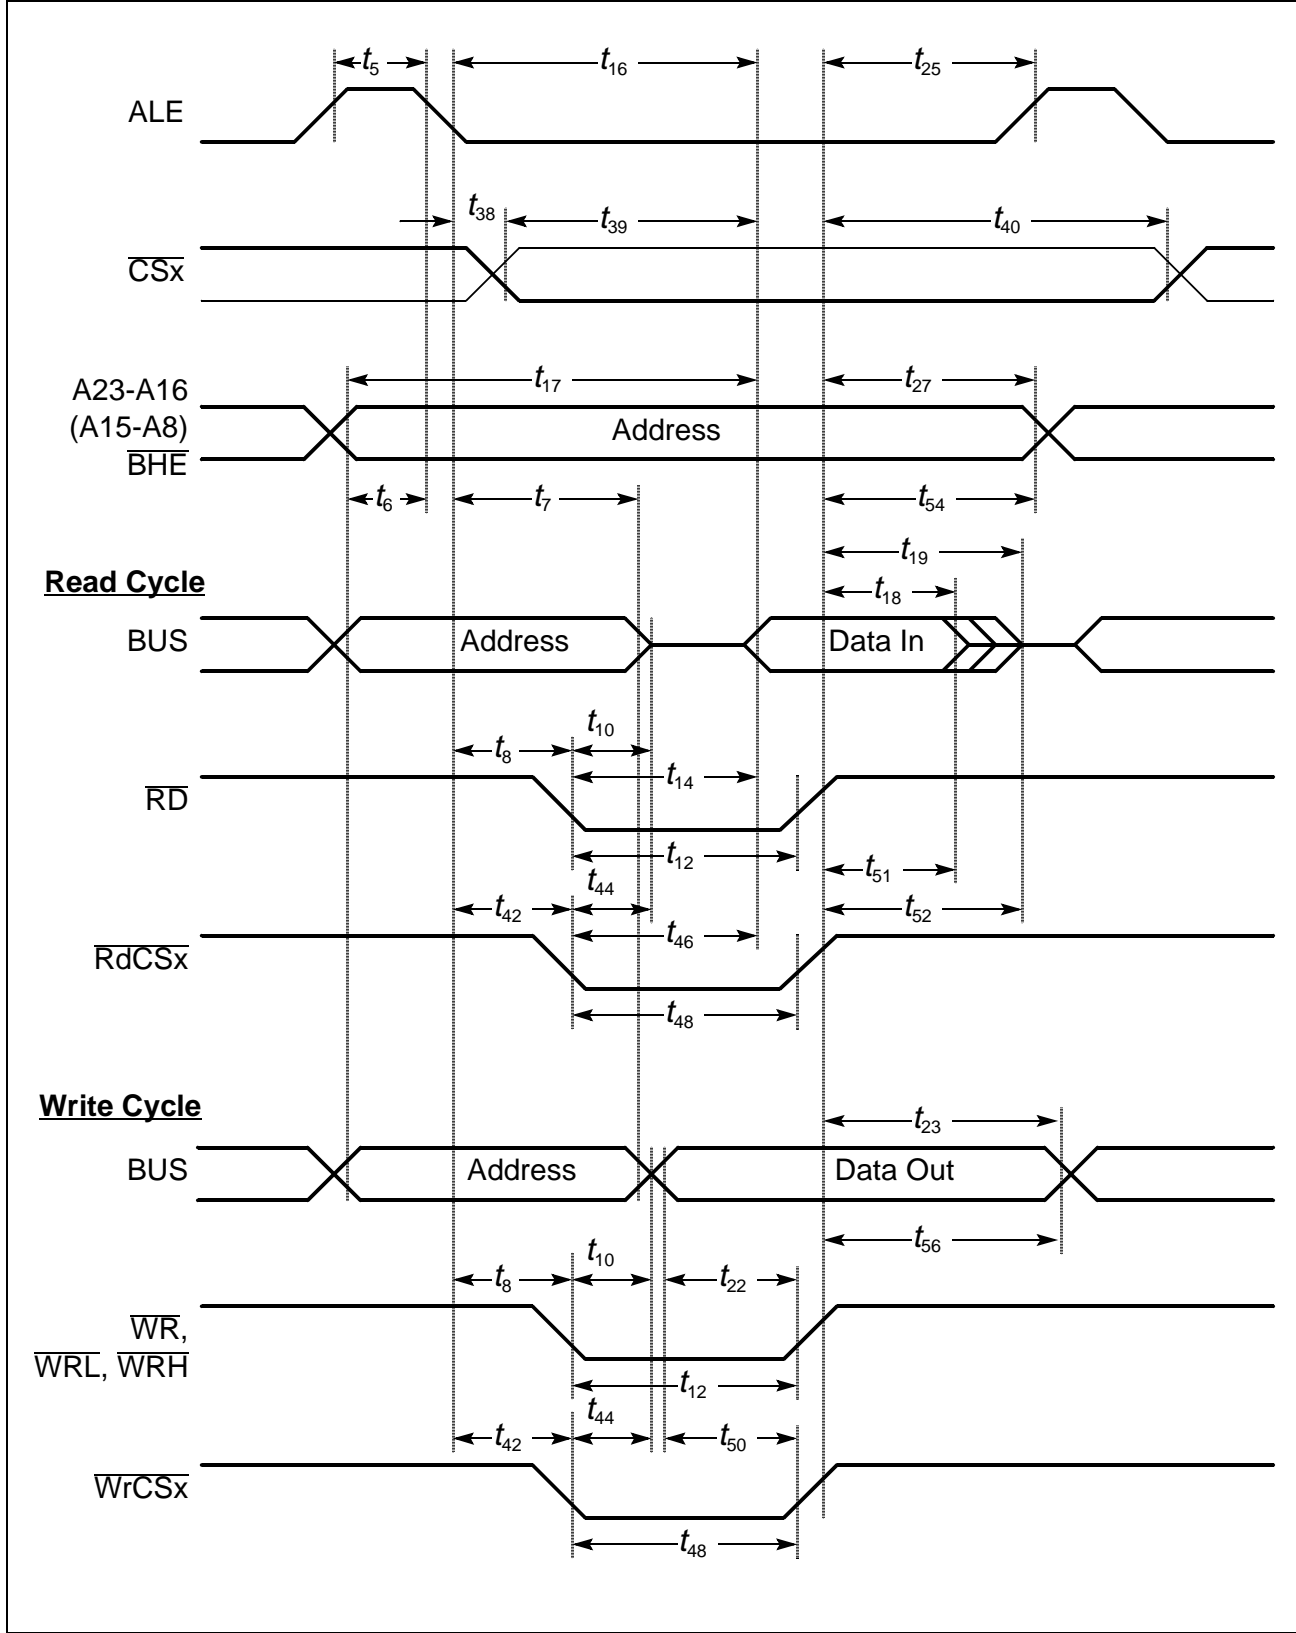 t5 t16 t25
ALE
t38 t39 t40
CSx
t17 t27
A23-A16
(A15-A8) Address
BHE
t6 t7 t54
t19
Read Cycle
t18
BUS Address Data In
t10
t8
t14
RD
t12
t51
t44
t42 t52
t46
RdCSx
t48
Write Cycle
t23
BUS Address Data Out
t56
t10
t8 t22
WR,
WRL, WRH
t12
t44
t42 t50
WrCSx
t48